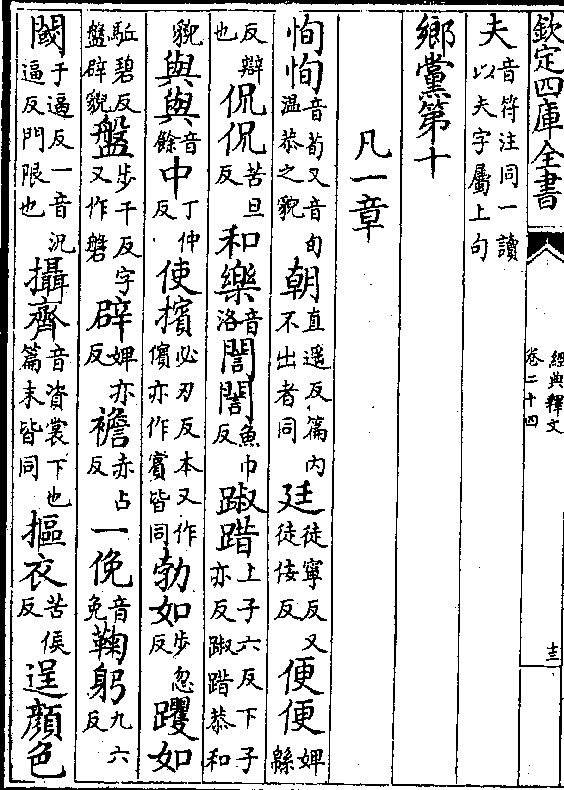 欽定四庫全書
經典釋文
卷二十四
十三
夫音符注同一讀以夫字屬上句
鄉黨第十
凡一章
恂恂音荀又音旬溫恭之貌朝直遥反篇内不出者同廷徒寧反又徒佞反便便婢緜
反辯也侃侃苦旦反和樂音洛誾誾魚巾反踧踖上子六反下子亦反踧踖恭和
貌與與音餘中丁仲反使擯必刃反本又作儐亦作賓皆同勃如步忽反躩如
駈碧反盤辟貌盤步干反字又作磐辟婢亦反襜赤占反一俛音免鞠躬九六反
閾于逼反一音況逼反門限也攝齊音資裳下也篇末皆同摳衣苦侯反逞顔色